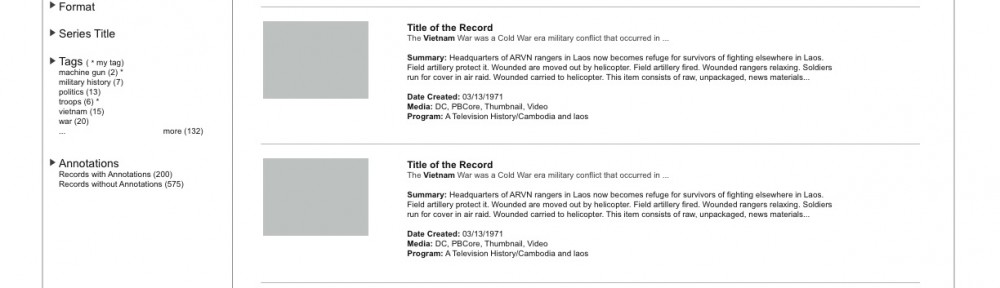 Format
Series Title
Tags ( * my tag)
machine gun (2) *
military history (7)
politics (13)
troops (6) *
vietnam (15)
war (20)
... more (132)
Annotations
Records with Annotations (200)
Records without Annotations (575)
Title of the Record
The Vietnam War was a Cold War era military conflict that occurred in ...
Summary: Headquarters of ARVN rangers in Laos now becomes refuge for survivors of fighting elsewhere in Laos.
Field artillery protect it. Wounded are moved out by helicopter. Field artillery fired. Wounded rangers relaxing. Soldiers
run for cover in air raid. Wounded carried to helicopter. This item consists of raw, unpackaged, news materials...
Date Created: 03/13/1971
Media: DC, PBCore, Thumbnail, Video
Program: A Television History/Cambodia and laos
Title of the Record
The Vietnam War was a Cold War era military conflict that occurred in ...
Summary: Headquarters of ARVN rangers in Laos now becomes refuge for survivors of fighting elsewhere in Laos.
Field artillery protect it. Wounded are moved out by helicopter. Field artillery fired. Wounded rangers relaxing. Soldiers
run for cover in air raid. Wounded carried to helicopter. This item consists of raw, unpackaged, news materials...
Date Created: 03/13/1971
Media: DC, PBCore, Thumbnail, Video
Program: A Television History/Cambodia and laos